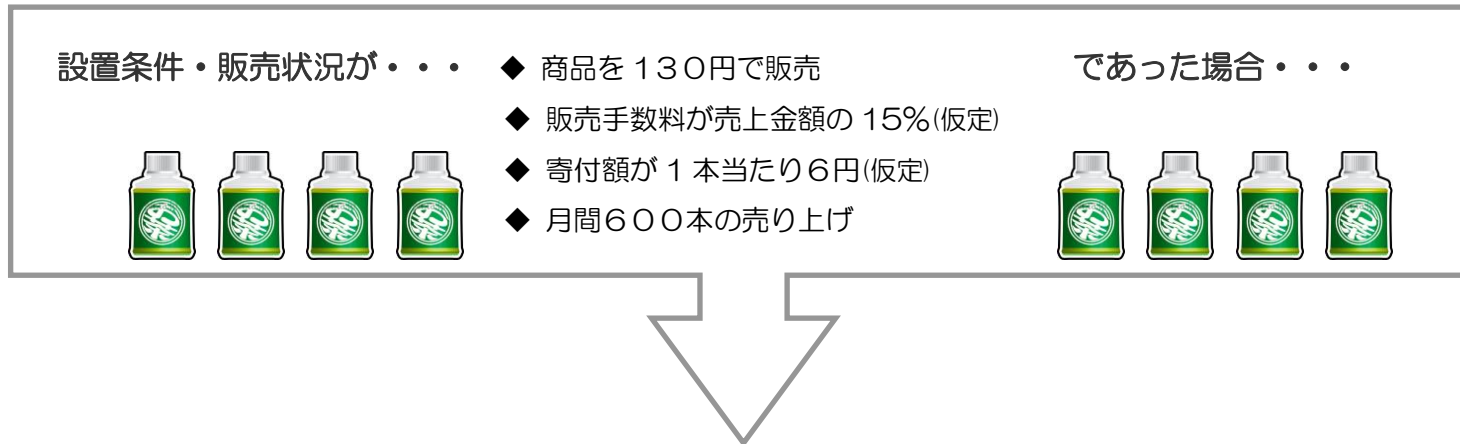 設置条件・販売状況が・・・
◆ 商品を１３０円で販売
◆ 販売手数料が売上金額の 15%(仮定)
◆ 寄付額が 1 本当たり６円(仮定)
◆ 月間６００本の売り上げ
であった場合・・・